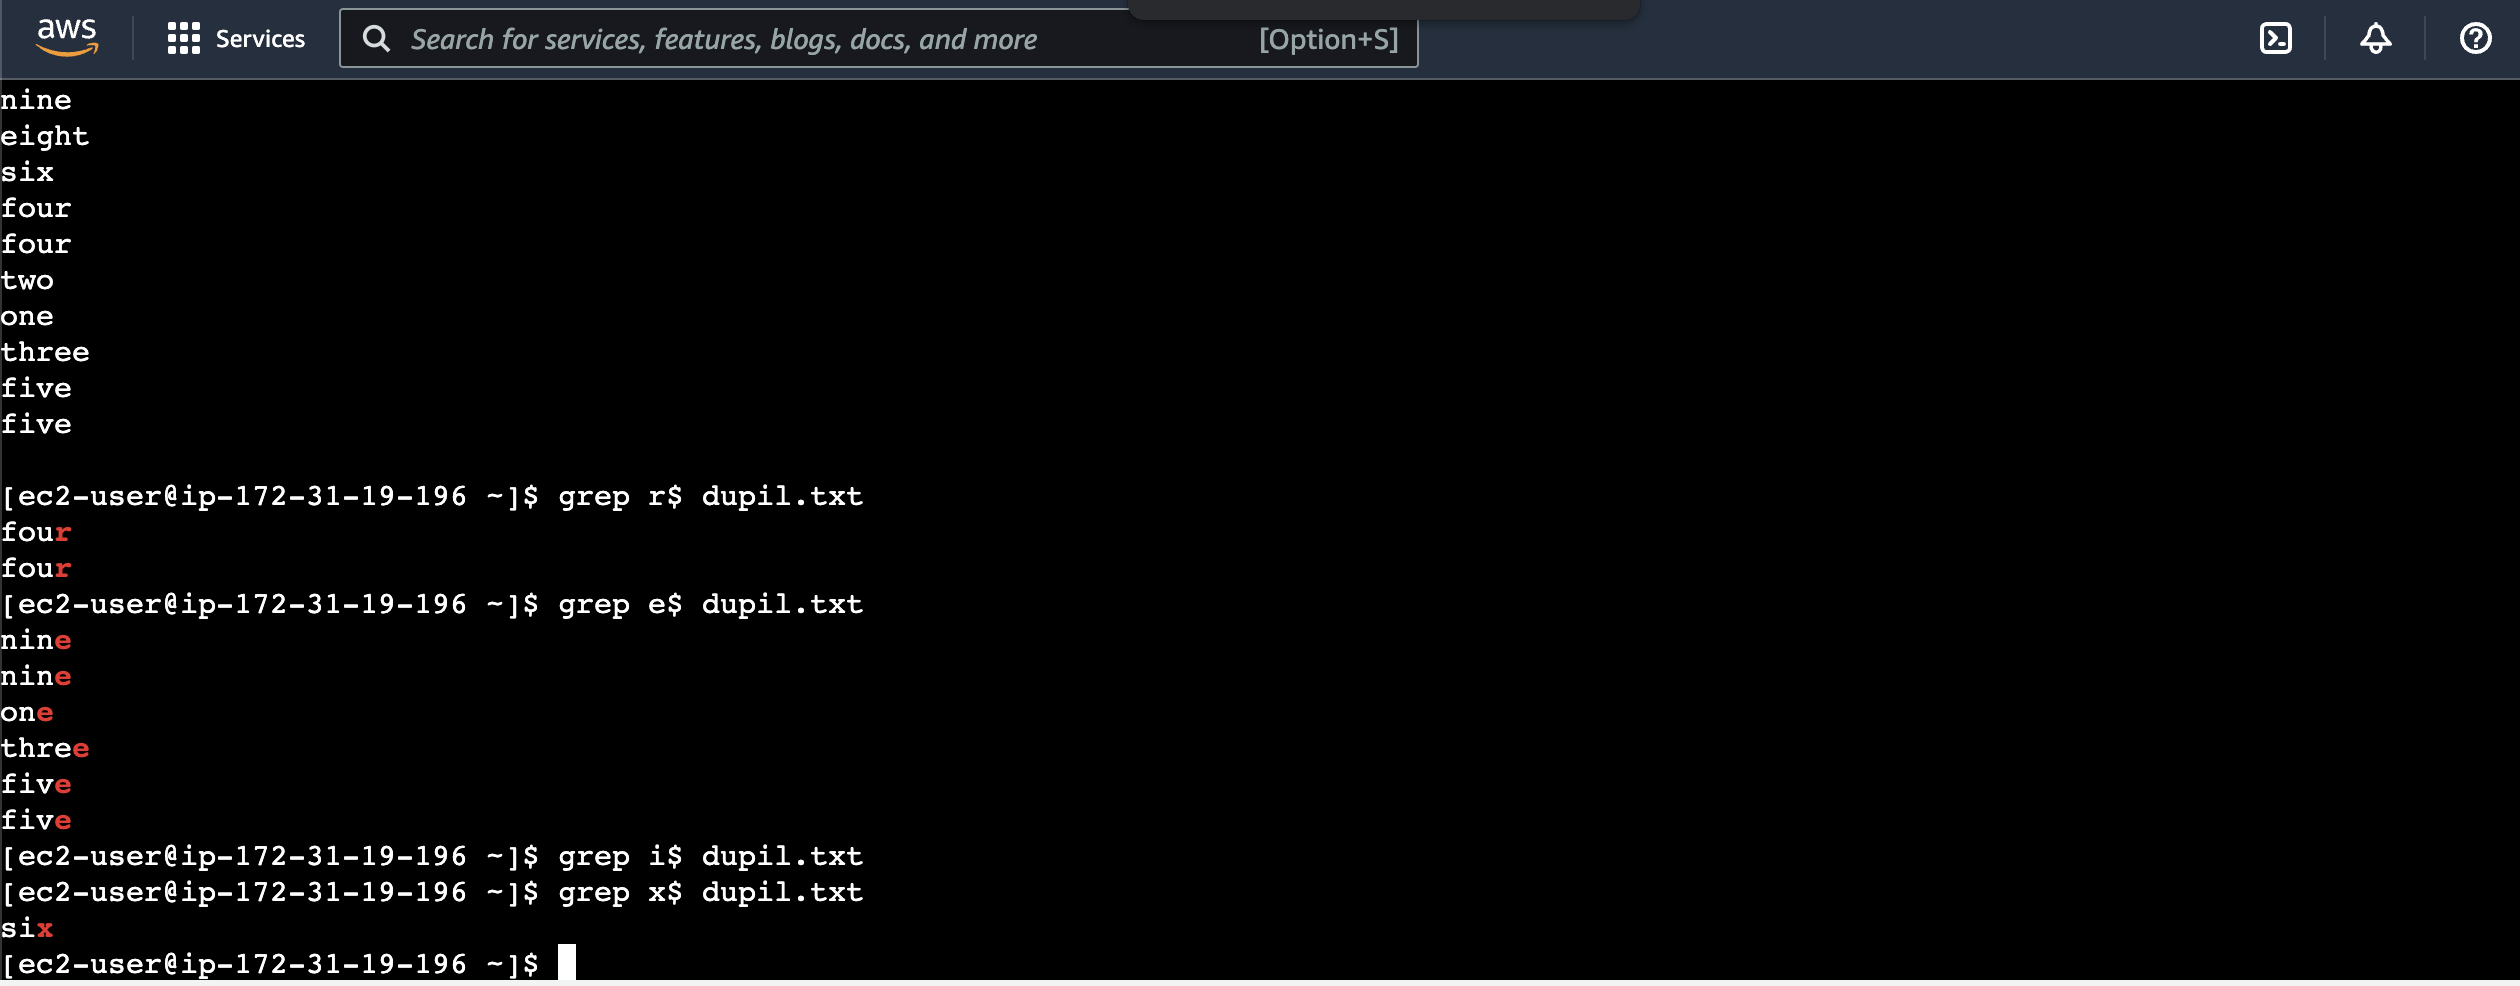 aws
Services
Search for services, features, blogs, docs, and more [Option+S]
nine
eight
six
four
four
two
one
three
five
five
[ec2-user@ip-172-31-19-196 ~]$ grep r$ dupil.txt
four
four
[ec2-user@ip-172-31-19-196 ~]$ grep e$ dupil.txt
nine
nine
one
three
five
five
[ec2-user@ip-172-31-19-196 ~]$ grep i$ dupil.txt
[ec2-user@ip-172-31-19-196 ~]$ grep x$ dupil.txt
six
[ec2-user@ip-172-31-19-196 ~]$